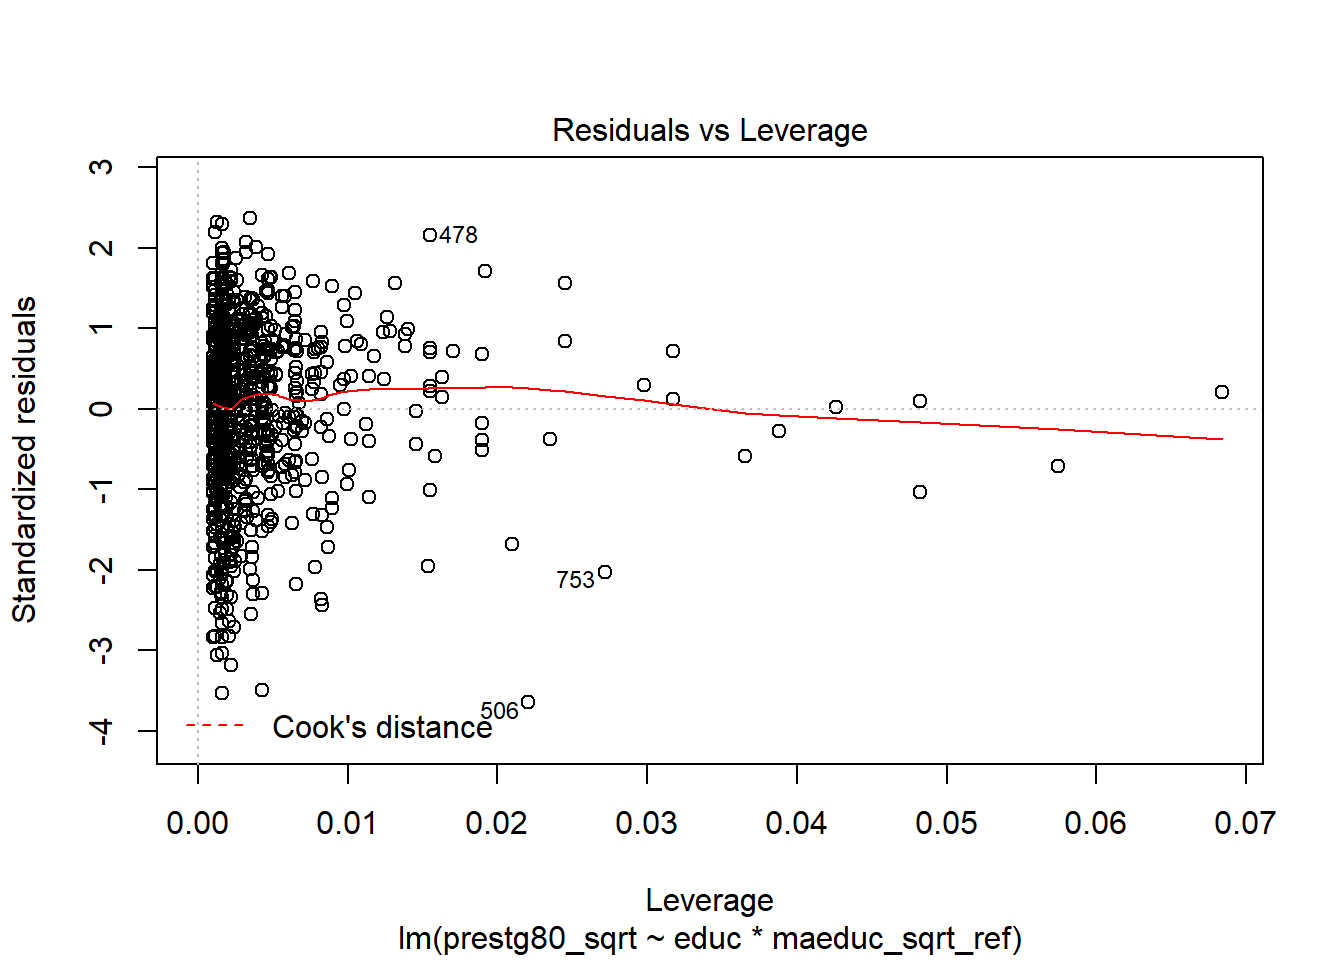 Residuals vs Leverage
Standardized residuals
3
2
1
0
-1
-2
-3
-4
478
753
506
Cook's distance
0.00 0.01 0.02 0.03 0.04 0.05 0.06 0.07
Leverage
lm(prestg80_sqrt ~ educ * maeduc_sqrt_ref)